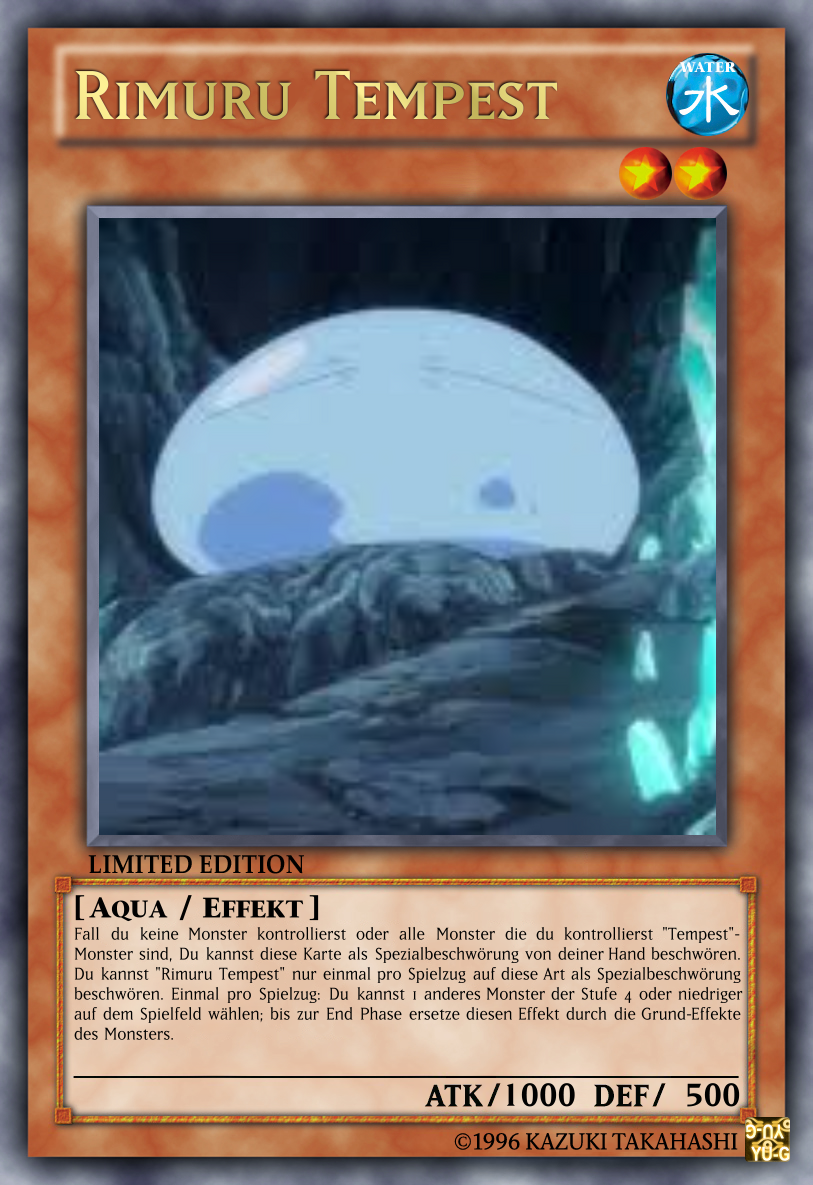 Rimuru Tempest
WATER
水
LIMITED EDITION
[ Aqua / Effekt ]
Fall du keine Monster kontrollierst oder alle Monster die du kontrollierst "Tempest"-
Monster sind, Du kannst diese Karte als Spezialbeschwörung von deiner Hand beschwören.
Du kannst "Rimuru Tempest" nur einmal pro Spielzug auf diese Art als Spezialbeschwörung
beschwören. Einmal pro Spielzug: Du kannst 1 anderes Monster der Stufe 4 oder niedriger
auf dem Spielfeld wählen; bis zur End Phase ersetze diesen Effekt durch die Grund-Effekte
des Monsters.
ATK/1000 DEF/ 500
©1996 KAZUKI TAKAHASHI